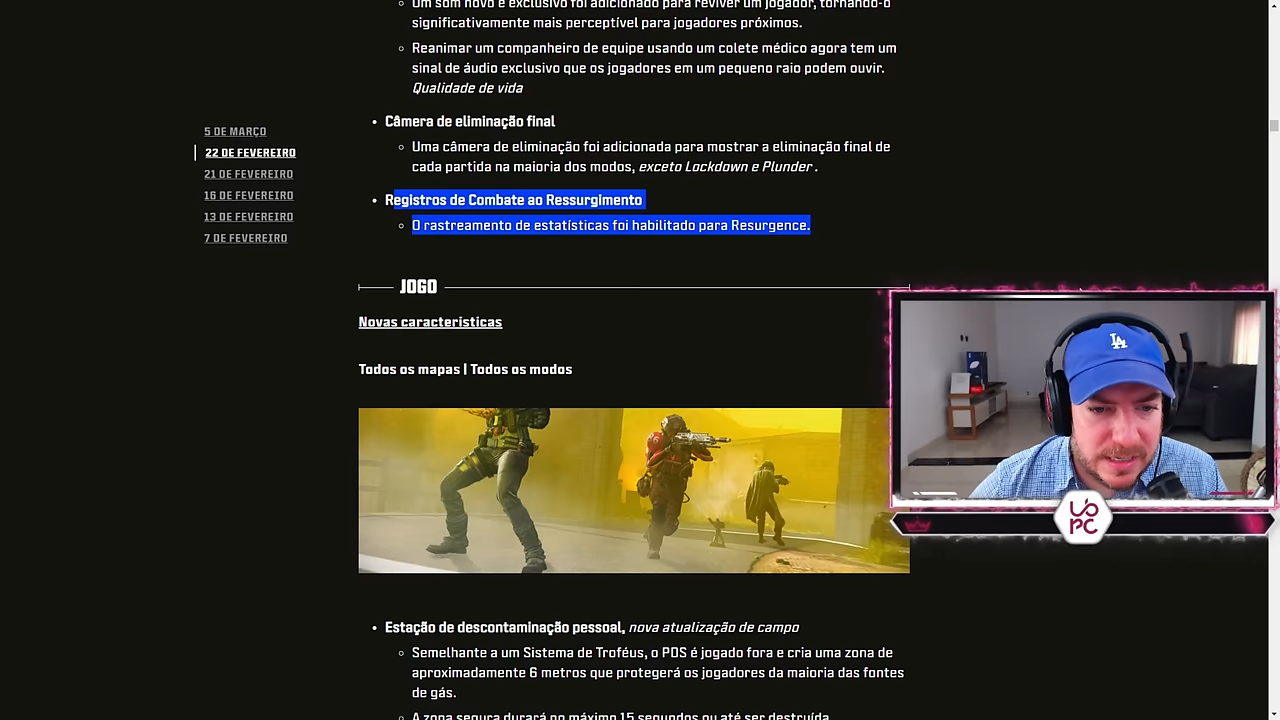 Um som novo e exclusivo foi adicionado para reviver um jogador, tornando-o
significativamente mais perceptível para jogadores próximos.
Reanimar um companheiro de equipe usando um colete médico agora tem um
sinal de áudio exclusivo que os jogadores em um pequeno raio podem ouvir.
Qualidade de vida
Câmera de eliminação final
Uma câmera de eliminação foi adicionada para mostrar a eliminação final de
cada partida na maioria dos modos, exceto Lockdown e Plunder .
Registros de Combate ao Ressurgimento
O rastreamento de estatísticas foi habilitado para Resurgence.
5 DE MARÇO
22 DE FEVEREIRO
21 DE FEVEREIRO
16 DE FEVEREIRO
13 DE FEVEREIRO
7 DE FEVEREIRO
JOGO
Novas características
Todos os mapas | Todos os modos
LA
UÓ
PC
Estação de descontaminação pessoal, nova atualização de campo
Semelhante a um Sistema de Troféus, o PDS é jogado fora e cria uma zona de
aproximadamente 6 metros que protegerá os jogadores da maioria das fontes
de gás.
A zona segura durará no máximo 15 segundos ou até ser destruída.